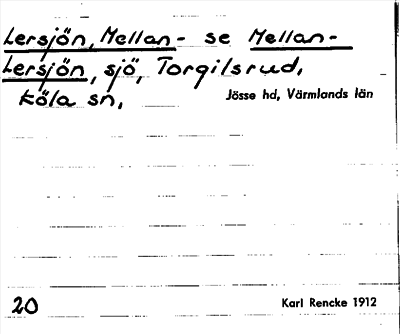 Lersjön, Mellan- se Mellan-
Lersjön, sjö, Torgilsrud,
Köla sn,
Jösse hd, Värmlands län
20
Karl Rencke 1912